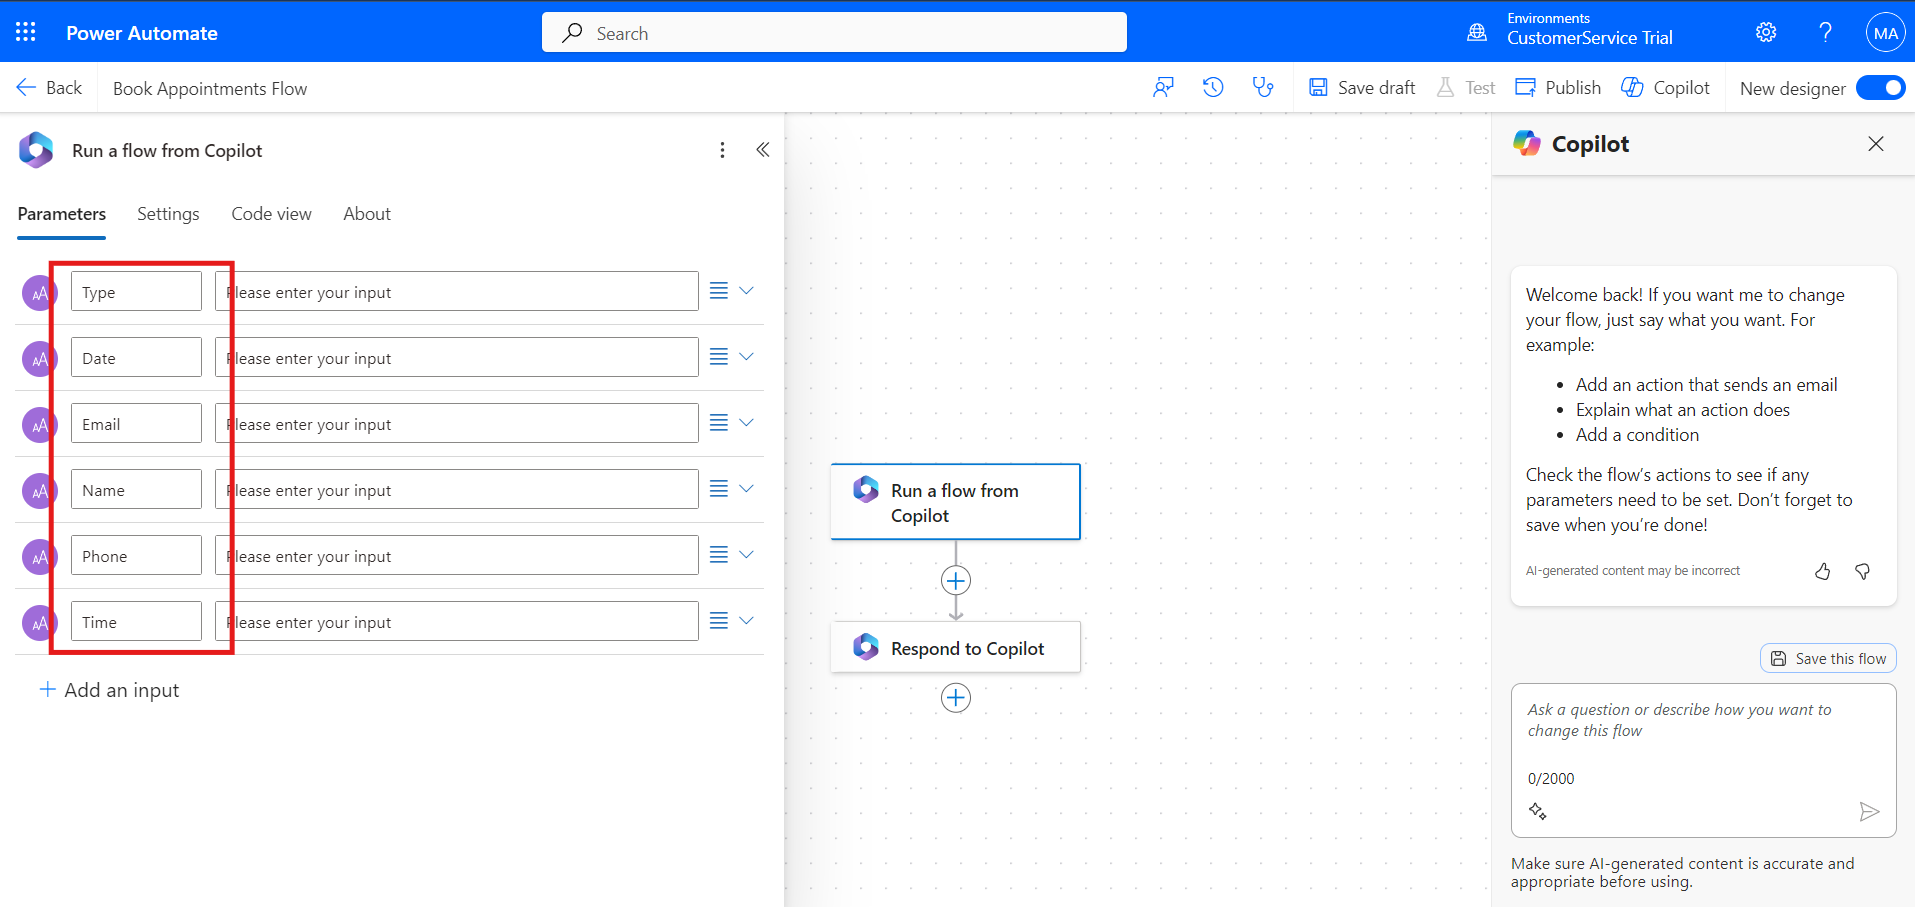 Power Automate
Search
Environments
CustomerService Trial
MA
Back
Book Appointments Flow
Save draft
Test
Publish
Copilot
New designer
Run a flow from Copilot
Parameters
Settings
Code view
About
Type
Please enter your input
Date
Please enter your input
Email
Please enter your input
Name
Please enter your input
Phone
Please enter your input
Time
Please enter your input
Add an input
Run a flow from
Copilot
Respond to Copilot
Copilot
Welcome back! If you want me to change
your flow, just say what you want. For
example:
• Add an action that sends an email
• Explain what an action does
• Add a condition
Check the flow’s actions to see if any
parameters need to be set. Don’t forget to
save when you’re done!
AI-generated content may be incorrect
Save this flow
Ask a question or describe how you want to
change this flow
0/2000
Make sure AI-generated content is accurate and
appropriate before using.